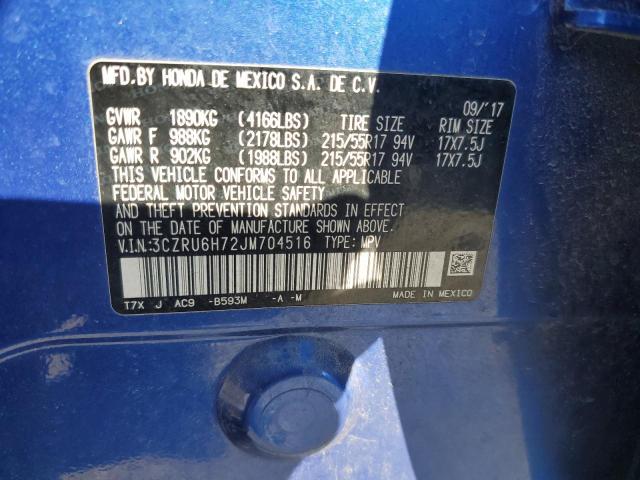 MFD. BY HONDA DE MEXICO S.A. DE C.V.
09/'17
GVWR 1890KG (4166LBS) TIRE SIZE RIM SIZE
GAWR F 988KG (2178LBS) 215/55R17 94V 17X7.5J
GAWR R 902KG (1988LBS) 215/55R17 94V 17X7.5J
THIS VEHICLE CONFORMS TO ALL APPLICABLE
FEDERAL MOTOR VEHICLE SAFETY
AND THEFT PREVENTION STANDARDS IN EFFECT
ON THE DATE OF MANUFACTURE SHOWN ABOVE.
V.I.N.:3CZRU6H72JM704516 TYPE: MPV
T7X J AC9 -B593M -A -M MADE IN MEXICO